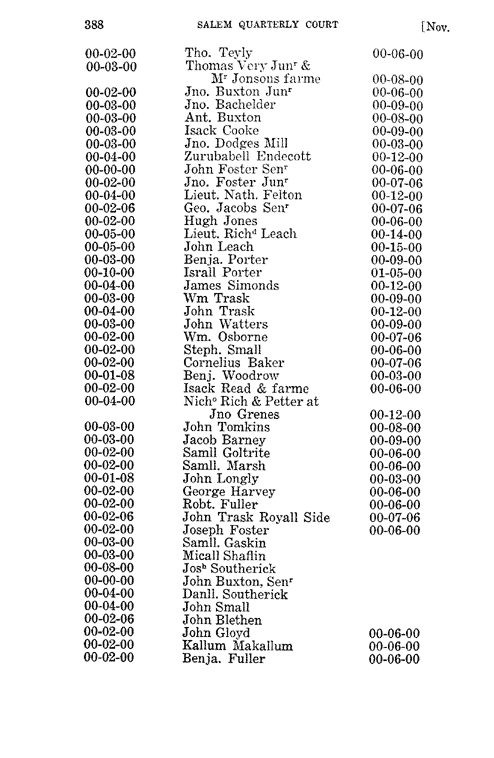 388 SALEM QUARTERLY COURT [Nov.
00-02-00 Tho. Teyly 00-06-00
00-03-00 Thomas Very Junʳ &
Mʳ Jonsons farme 00-08-00
00-02-00 Jno. Buxton Junʳ 00-06-00
00-03-00 Jno. Bachelder 00-09-00
00-03-00 Ant. Buxton 00-08-00
00-03-00 Isack Cooke 00-09-00
00-03-00 Jno. Dodges Mill 00-03-00
00-04-00 Zurubabell Endecott 00-12-00
00-00-00 John Foster Senʳ 00-06-00
00-02-00 Jno. Foster Junʳ 00-07-06
00-04-00 Lieut. Nath. Felton 00-12-00
00-02-06 Geo. Jacobs Senʳ 00-07-06
00-02-00 Hugh Jones 00-06-00
00-05-00 Lieut. Richᵈ Leach 00-14-00
00-05-00 John Leach 00-15-00
00-03-00 Benja. Porter 00-09-00
00-10-00 Israll Porter 01-05-00
00-04-00 James Simonds 00-12-00
00-03-00 Wm Trask 00-09-00
00-04-00 John Trask 00-12-00
00-03-00 John Watters 00-09-00
00-02-00 Wm. Osborne 00-07-06
00-02-00 Steph. Small 00-06-00
00-02-00 Cornelius Baker 00-07-06
00-01-08 Benj. Woodrow 00-03-00
00-02-00 Isack Read & farme 00-06-00
00-04-00 Nichᵒ Rich & Petter at
Jno Grenes 00-12-00
00-03-00 John Tomkins 00-08-00
00-03-00 Jacob Barney 00-09-00
00-02-00 Samll Goltrite 00-06-00
00-02-00 Samll. Marsh 00-06-00
00-01-08 John Longly 00-03-00
00-02-00 George Harvey 00-06-00
00-02-00 Robt. Fuller 00-06-00
00-02-06 John Trask Royall Side 00-07-06
00-02-00 Joseph Foster 00-06-00
00-03-00 Samll. Gaskin
00-03-00 Micall Shaflin
00-08-00 Josʰ Southerick
00-00-00 John Buxton, Senʳ
00-04-00 Danll. Southerick
00-04-00 John Small
00-02-06 John Blethen
00-02-00 John Gloyd 00-06-00
00-02-00 Kallum Makallum 00-06-00
00-02-00 Benja. Fuller 00-06-00